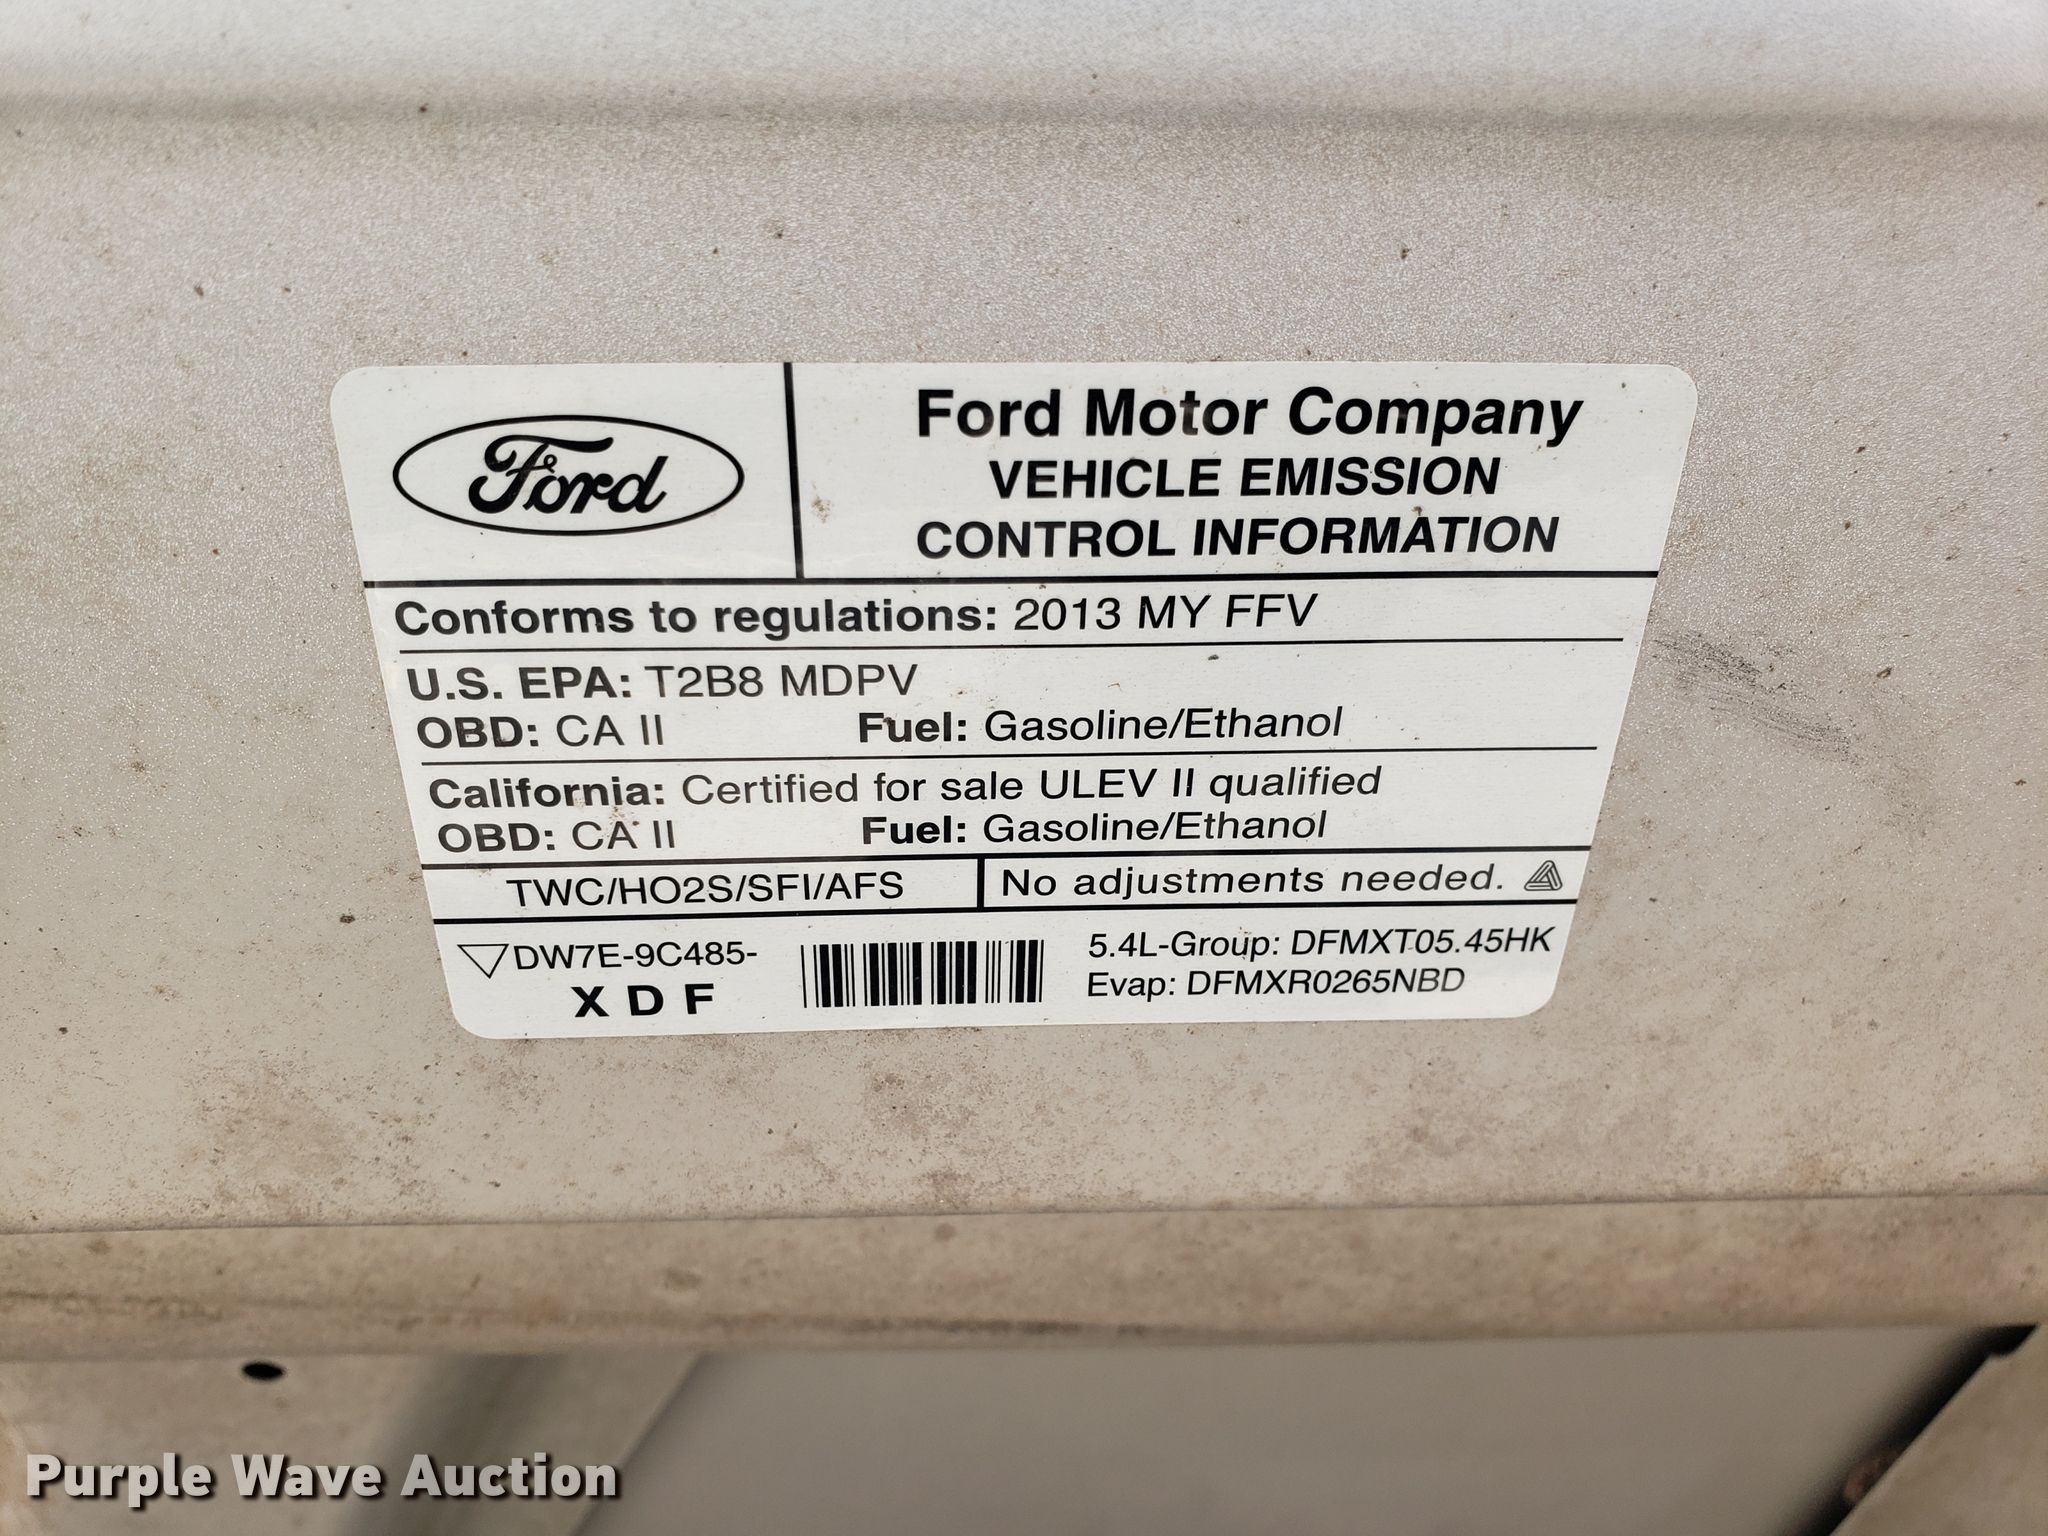 Ford
Ford Motor Company
VEHICLE EMISSION
CONTROL INFORMATION
Conforms to regulations: 2013 MY FFV
U.S. EPA: T2B8 MDPV
OBD: CA II Fuel: Gasoline/Ethanol
California: Certified for sale ULEV II qualified
OBD: CA II Fuel: Gasoline/Ethanol
TWC/HO2S/SFI/AFS No adjustments needed.
DW7E-9C485-
X D F
5.4L-Group: DFMXT05.45HK
Evap: DFMXR0265NBD
Purple Wave Auction